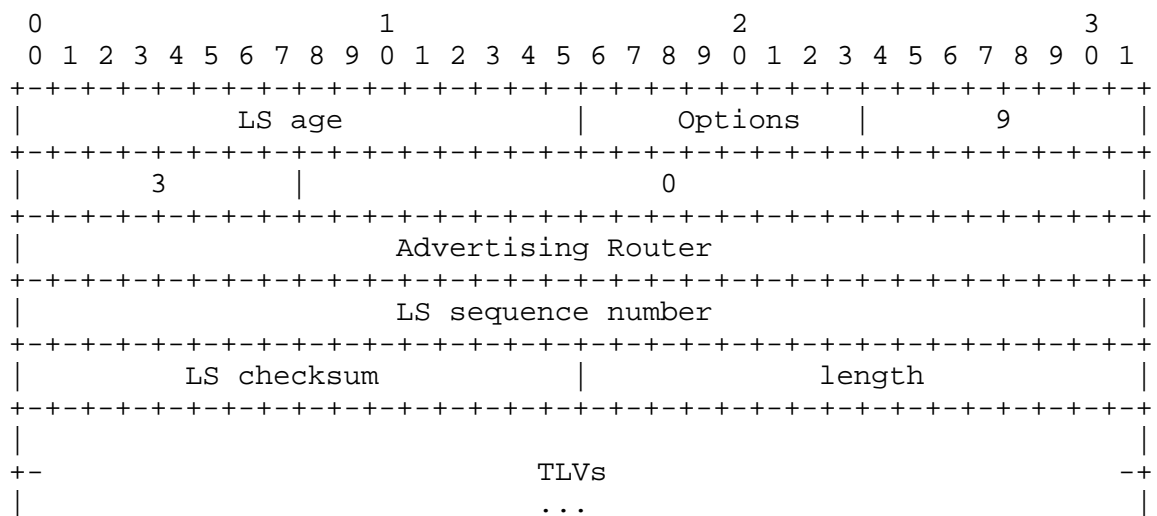 0                   1                   2                   3
0 1 2 3 4 5 6 7 8 9 0 1 2 3 4 5 6 7 8 9 0 1 2 3 4 5 6 7 8 9 0 1
+-+-+-+-+-+-+-+-+-+-+-+-+-+-+-+-+-+-+-+-+-+-+-+-+-+-+-+-+-+-+-+-+
|            LS age             |     Options   |       9       |
+-+-+-+-+-+-+-+-+-+-+-+-+-+-+-+-+-+-+-+-+-+-+-+-+-+-+-+-+-+-+-+-+
|       3       |                    0                          |
+-+-+-+-+-+-+-+-+-+-+-+-+-+-+-+-+-+-+-+-+-+-+-+-+-+-+-+-+-+-+-+-+
|                     Advertising Router                        |
+-+-+-+-+-+-+-+-+-+-+-+-+-+-+-+-+-+-+-+-+-+-+-+-+-+-+-+-+-+-+-+-+
|                     LS sequence number                        |
+-+-+-+-+-+-+-+-+-+-+-+-+-+-+-+-+-+-+-+-+-+-+-+-+-+-+-+-+-+-+-+-+
|         LS checksum           |             length            |
+-+-+-+-+-+-+-+-+-+-+-+-+-+-+-+-+-+-+-+-+-+-+-+-+-+-+-+-+-+-+-+-+
|                                                               |
+-                            TLVs                             -+
|                             ...                               |